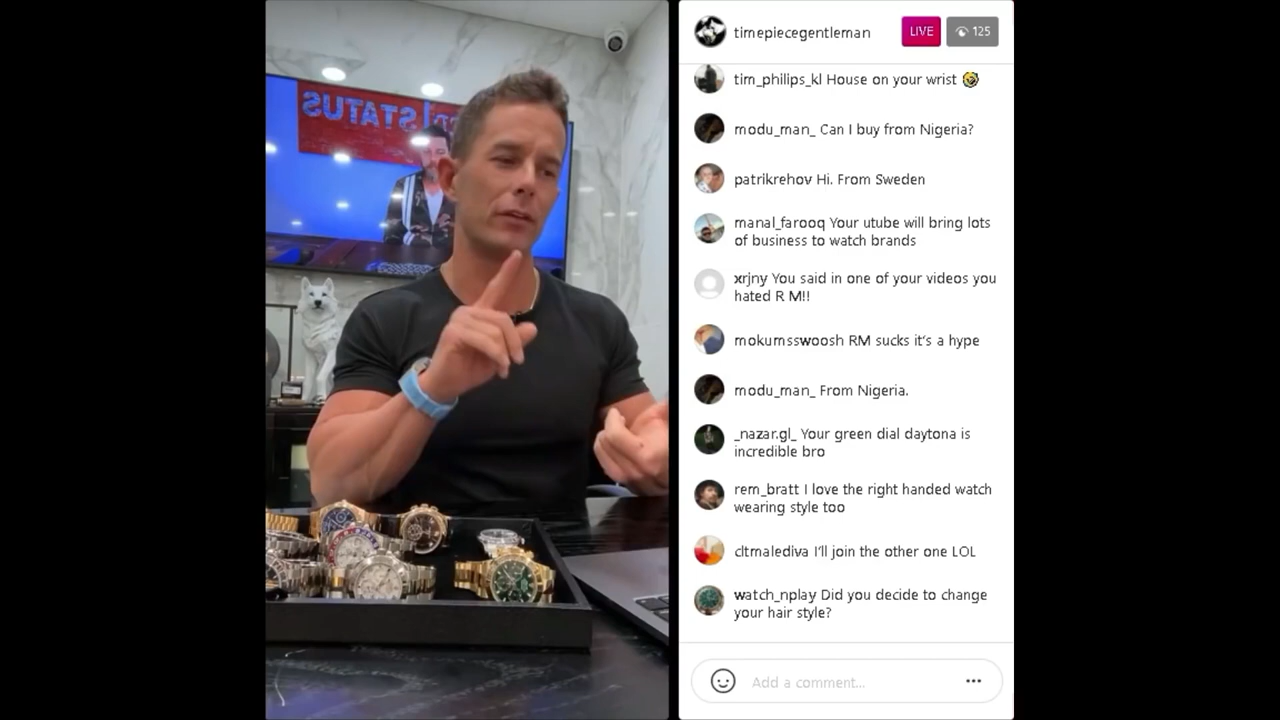 STATUS
timepiecegentleman
LIVE
125
tim_philips_kl House on your wrist 🤣
modu_man_ Can I buy from Nigeria?
patrikrehov Hi. From Sweden
manal_farooq Your utube will bring lots
of business to watch brands
xrjny You said in one of your videos you
hated R M!!
mokumsswoosh RM sucks it's a hype
modu_man_ From Nigeria.
_nazar.gl_ Your green dial daytona is
incredible bro
rem_bratt I love the right handed watch
wearing style too
cltmalediva I'll join the other one LOL
watch_nplay Did you decide to change
your hair style?
Add a comment...